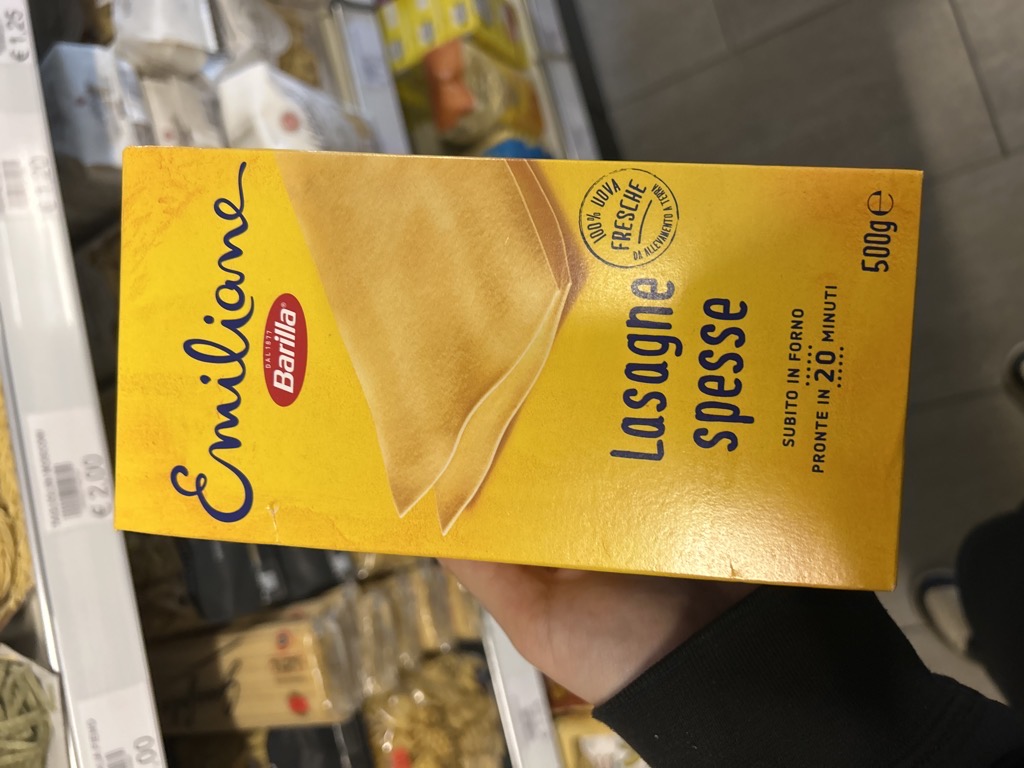 Emiliane
DAL 1877
Barilla®
100% UOVA
FRESCHE
DA ALLEVAMENTO A TERRA
Lasagne
spesse
SUBITO IN FORNO
PRONTE IN 20 MINUTI
500g e
€1,25
€ 2,00